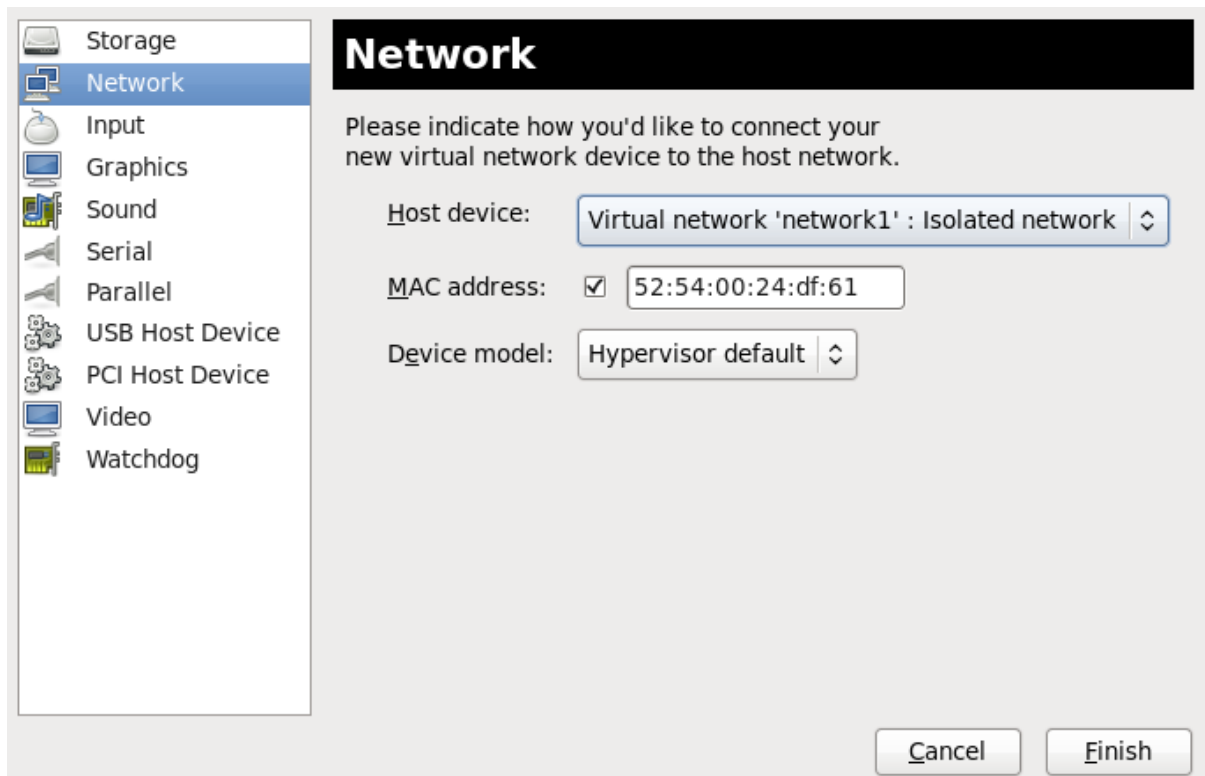 Storage
Network
Input
Graphics
Sound
Serial
Parallel
USB Host Device
PCI Host Device
Video
Watchdog
Network
Please indicate how you'd like to connect your
new virtual network device to the host network.
Host device: Virtual network 'network1' : Isolated network
MAC address: 52:54:00:24:df:61
Device model: Hypervisor default
Cancel Finish